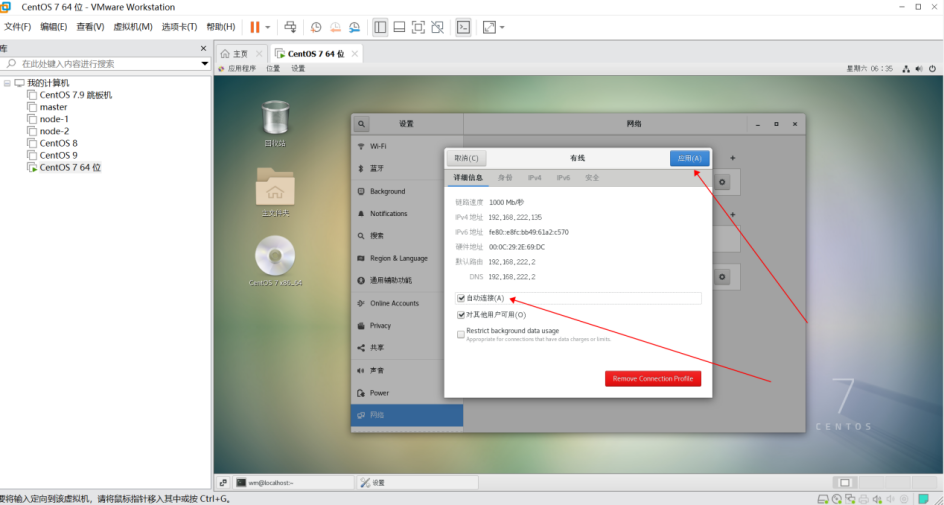 CentOS 7 64 位 - VMware Workstation
文件(F) 编辑(E) 查看(V) 虚拟机(M) 选项卡(T) 帮助(H)
库
在此处键入内容进行搜索
主页
CentOS 7 64 位
应用程序 位置 设置
星期六 06:35
我的计算机
CentOS 7.9 跳板机
master
node-1
node-2
CentOS 8
CentOS 9
CentOS 7 64 位
回收站
主文件夹
CentOS 7 x86_64
设置
网络
Wi-Fi
蓝牙
Background
Notifications
搜索
Region & Language
通用辅助功能
Online Accounts
Privacy
共享
声音
Power
网络
取消(C)
有线
应用(A)
详细信息 身份 IPv4 IPv6 安全
链路速度 1000 Mb/秒
IPv4 地址 192.168.222.135
IPv6 地址 fe80::e8fc:bb49:61a2:c570
硬件地址 00:0C:29:2E:69:DC
默认路由 192.168.222.2
DNS 192.168.222.2
自动连接(A)
对其他用户可用(O)
Restrict background data usage
Appropriate for connections that have data charges or limits.
Remove Connection Profile
7
CENTOS
设置
要将输入定向到该虚拟机，请将鼠标指针移入其中或按 Ctrl+G。